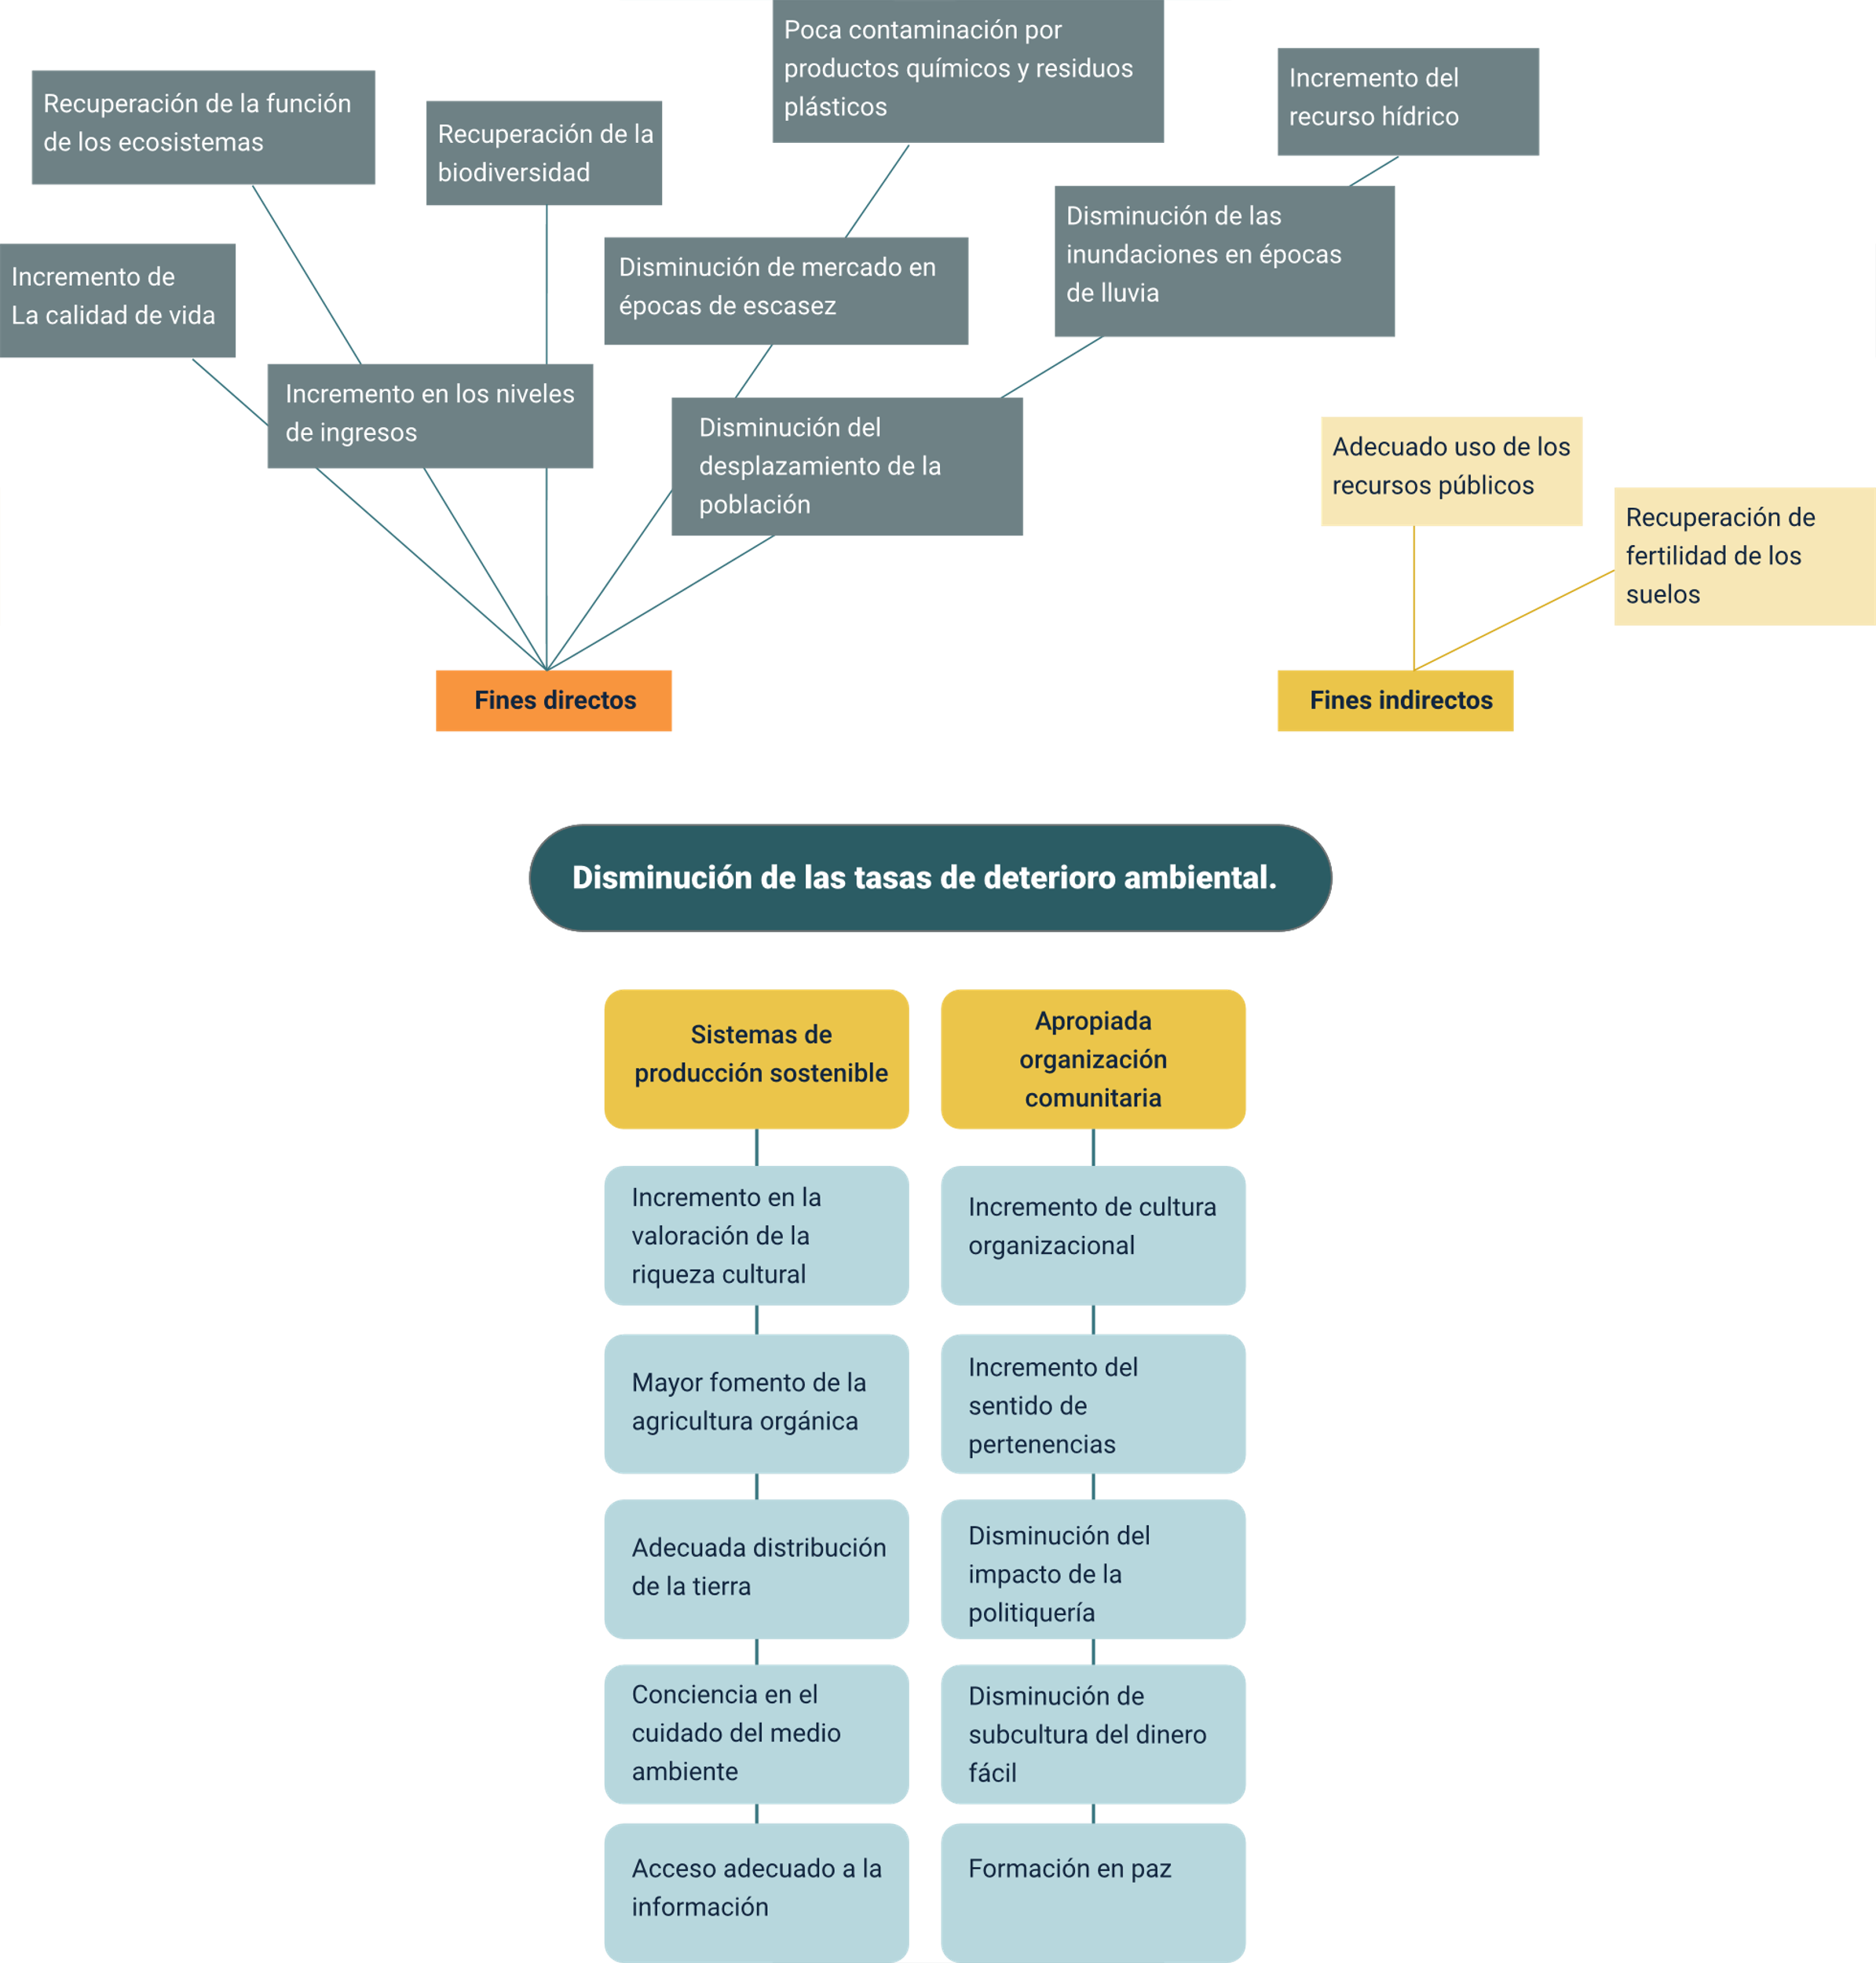 Poca contaminación por
productos químicos y residuos
plásticos
Incremento del
recurso hídrico
Recuperación de la función
de los ecosistemas
Recuperación de la
biodiversidad
Disminución de las
inundaciones en épocas
de lluvia
Incremento de
La calidad de vida
Disminución de mercado en
épocas de escasez
Incremento en los niveles
de ingresos
Disminución del
desplazamiento de la
población
Adecuado uso de los
recursos públicos
Recuperación de
fertilidad de los
suelos
Fines directos
Fines indirectos
Disminución de las tasas de deterioro ambiental.
Sistemas de
producción sostenible
Apropiada
organización
comunitaria
Incremento en la
valoración de la
riqueza cultural
Incremento de cultura
organizacional
Mayor fomento de la
agricultura orgánica
Incremento del
sentido de
pertenencias
Adecuada distribución
de la tierra
Disminución del
impacto de la
politiquería
Conciencia en el
cuidado del medio
ambiente
Disminución de
subcultura del dinero
fácil
Acceso adecuado a la
información
Formación en paz